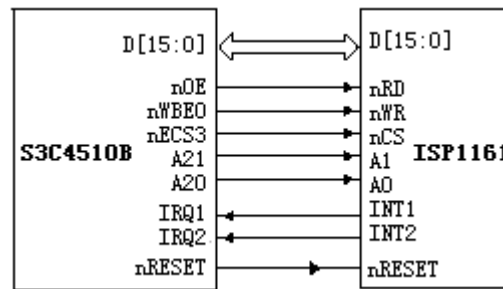 D[15:0] D[15:0]
nOE nRD
nWBE0 nWR
nECS3 nCS
S3C4510B ISP1161
A21 A1
A20 A0
IRQ1 INT1
IRQ2 INT2
nRESET nRESET